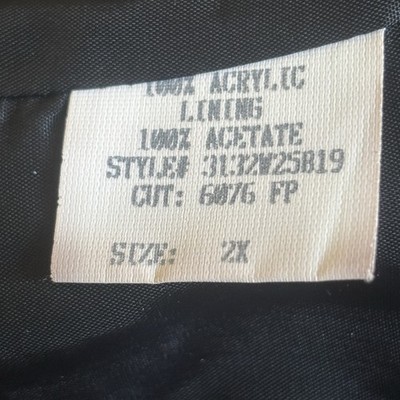 100% ACRYLIC
LINING
100% ACETATE
STYLE# 3132W25B19
CUT: 6076 FP
SIZE: 2X